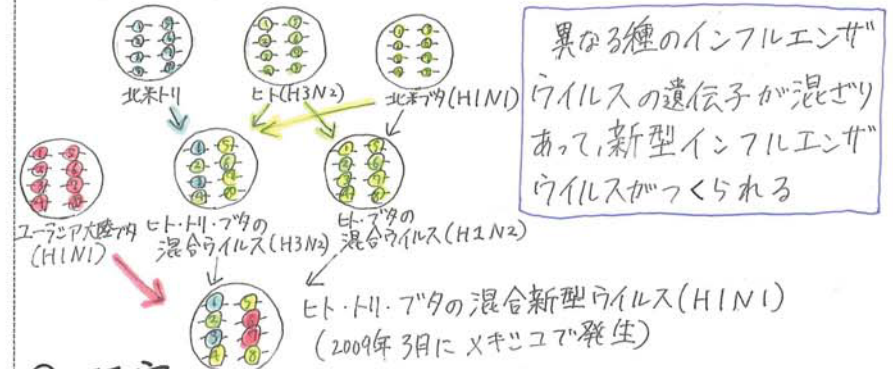 北米トリ
ヒト(H3N2)
北米ブタ(H1N1)
異なる種のインフルエンザ
ウイルスの遺伝子が混ざり
あって、新型インフルエンザ
ウイルスがつくられる
ユーラシア大陸ブタ
(H1N1)
ヒト・トリ・ブタの
混合ウイルス(H3N2)
ヒト・ブタの
混合ウイルス(H1N2)
ヒト・トリ・ブタの混合新型ウイルス(H1N1)
(2009年3月にメキシコで発生)